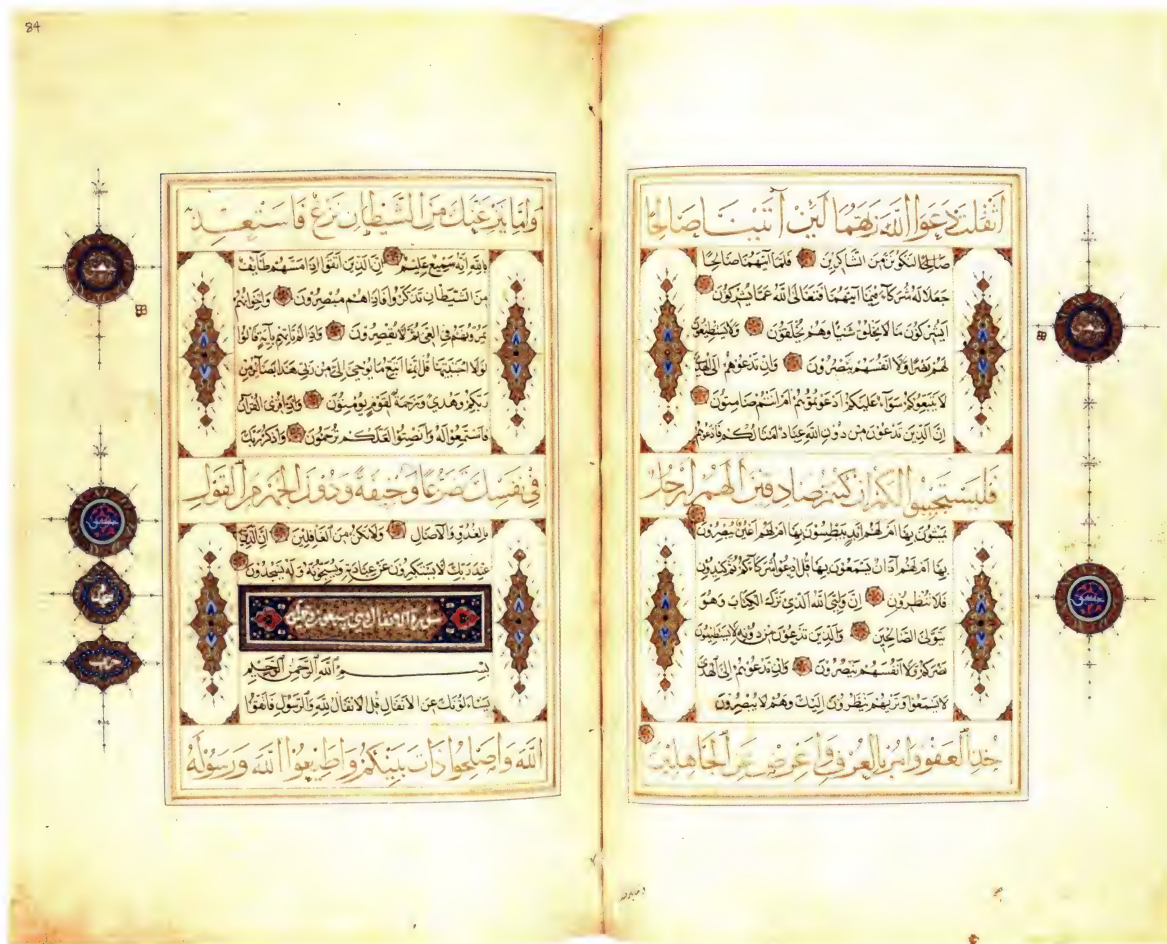 أثقلت دعوا الله ربهما لئن آتيتنا صالحا
صالحا لنكونن من الشاكرين فلما آتيهما صالحا
جعلا له شركاء فيما آتيهما فتعالى الله عما يشركون
أيشركون ما لا يخلق شيئا وهم يخلقون ولا يستطيعون
لهم نصرا ولا أنفسهم ينصرون وإن تدعوهم إلى الهدى
لا يتبعوكم سواء عليكم أدعوتموهم أم أنتم صامتون
إن الذين تدعون من دون الله عباد أمثالكم فادعوهم
فليستجيبوا لكم إن كنتم صادقين ألهم أرجل
يمشون بها أم لهم أيد يبطشون بها أم لهم أعين يبصرون
بها أم لهم آذان يسمعون بها قل ادعوا شركاءكم ثم كيدون
فلا تنظرون إن وليي الله الذي نزل الكتاب وهو
يتولى الصالحين والذين تدعون من دونه لا يستطيعون
نصركم ولا أنفسهم ينصرون وإن تدعوهم إلى الهدى
لا يسمعوا وتريهم ينظرون إليك وهم لا يبصرون
خذ العفو وأمر بالعرف وأعرض عن الجاهلين
84
وإما ينزغنك من الشيطان نزغ فاستعذ
بالله إنه سميع عليم إن الذين اتقوا إذا مسهم طائف
من الشيطان تذكروا فإذا هم مبصرون وإخوانهم
يمدونهم في الغي ثم لا يقصرون وإذا لم تأتهم بآية قالوا
لولا اجتبيتها قل إنما أتبع ما يوحى إلي من ربي هذا بصائر من
ربكم وهدى ورحمة لقوم يؤمنون وإذا قرئ القرآن
فاستمعوا له وأنصتوا لعلكم ترحمون واذكر ربك
في نفسك تضرعا وخيفة ودون الجهر من القول
بالغدو والآصال ولا تكن من الغافلين إن الذين
عند ربك لا يستكبرون عن عبادته ويسبحونه وله يسجدون
سورة الانفال
بسم الله الرحمن الرحيم
يسألونك عن الأنفال قل الأنفال لله والرسول فاتقوا
الله وأصلحوا ذات بينكم وأطيعوا الله ورسوله